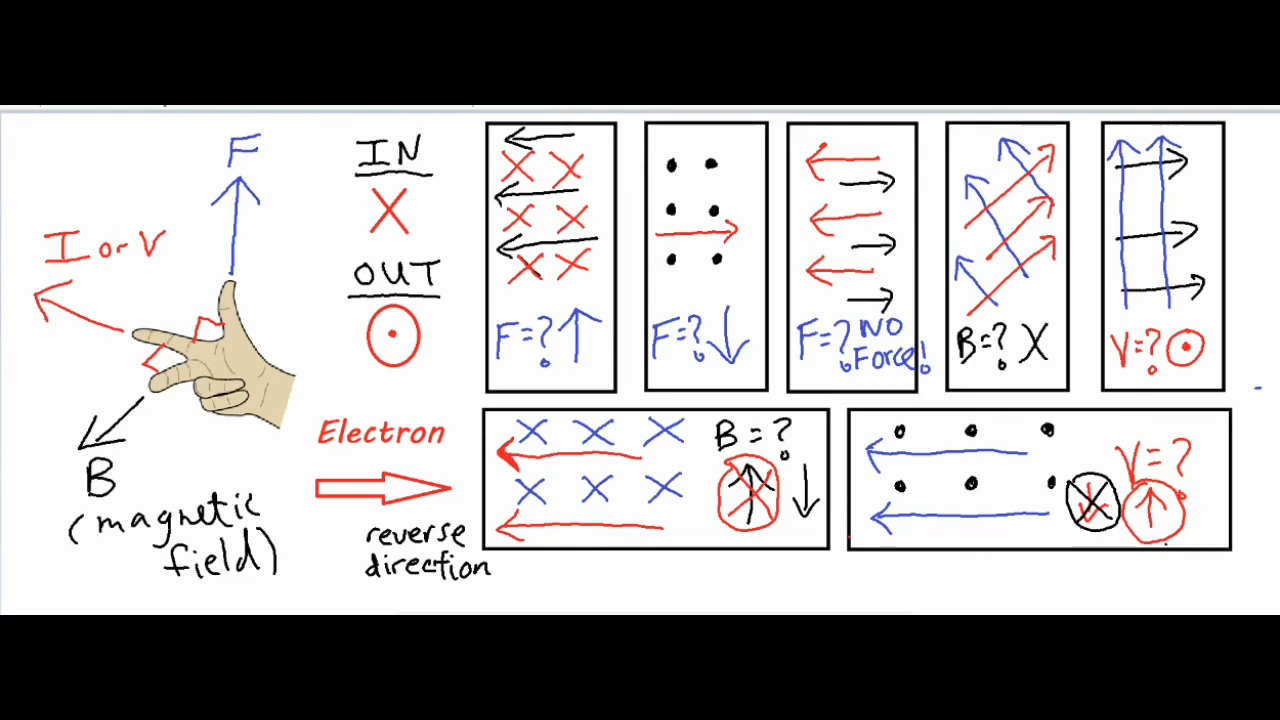 F
I or V
B
(magnetic
field)
IN
X
OUT
Electron
reverse
direction
F=?
F=?
F=? NO
Force!
B=? X
V=?
B=?
V=?